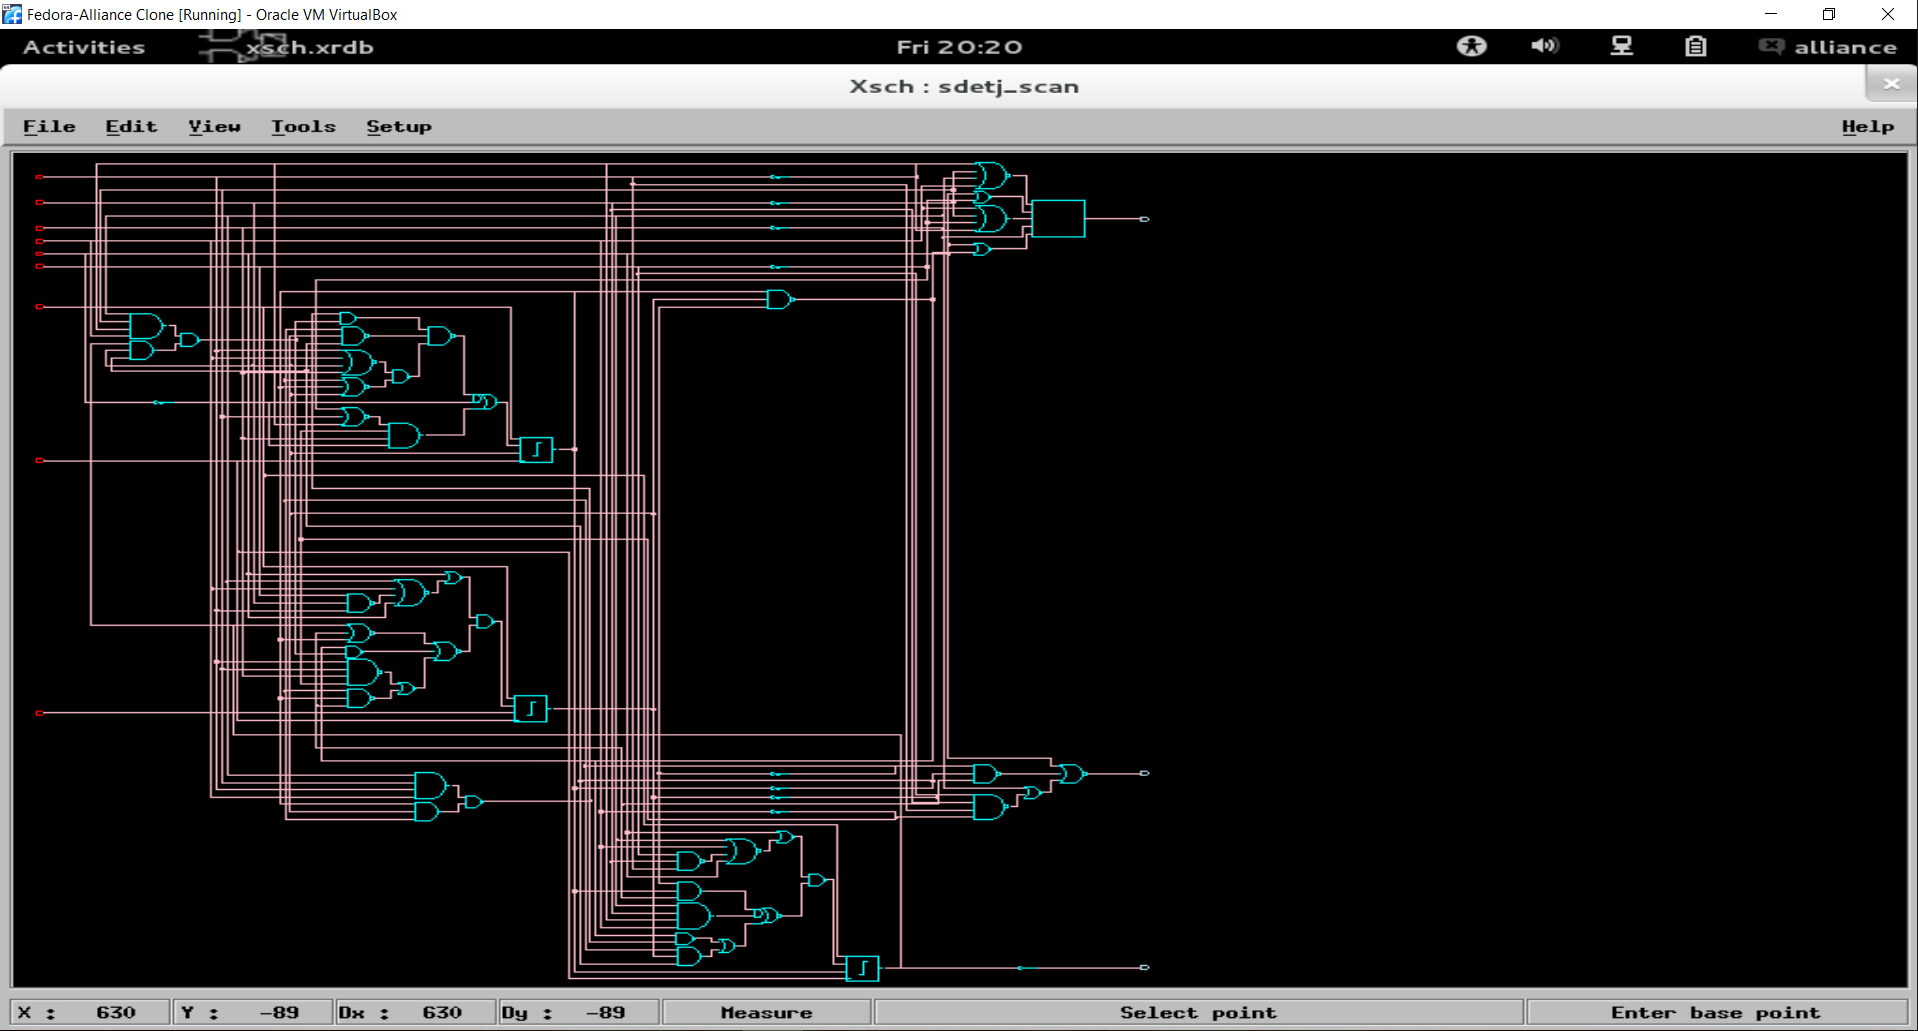 Fedora-Alliance Clone [Running] - Oracle VM VirtualBox
Activities xsch.xrdb Fri 20:20 alliance
Xsch : sdetj_scan
File Edit View Tools Setup Help
X : 630 Y : -89 Dx : 630 Dy : -89 Measure Select point Enter base point